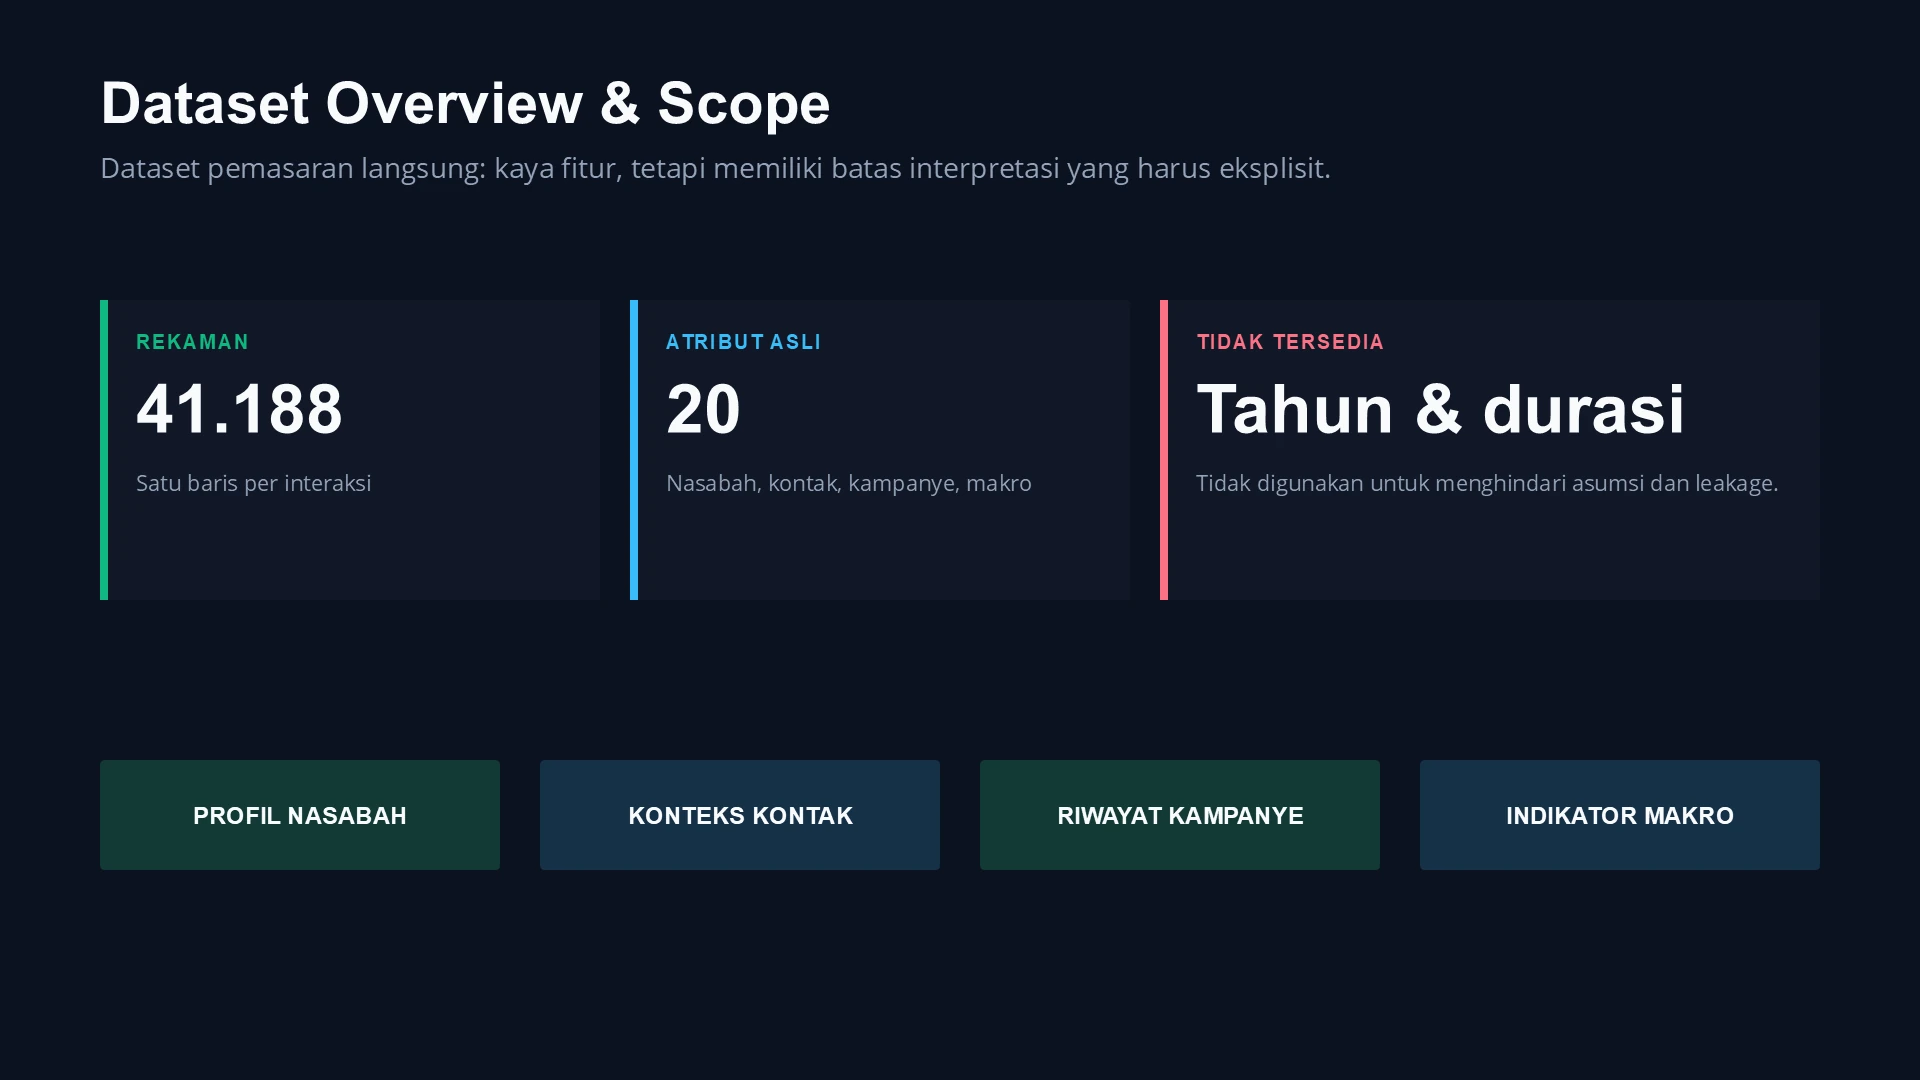 Dataset Overview & Scope
Dataset pemasaran langsung: kaya fitur, tetapi memiliki batas interpretasi yang harus eksplisit.
REKAMAN
41.188
Satu baris per interaksi
ATRIBUT ASLI
20
Nasabah, kontak, kampanye, makro
TIDAK TERSEDIA
Tahun & durasi
Tidak digunakan untuk menghindari asumsi dan leakage.
PROFIL NASABAH
KONTEKS KONTAK
RIWAYAT KAMPANYE
INDIKATOR MAKRO